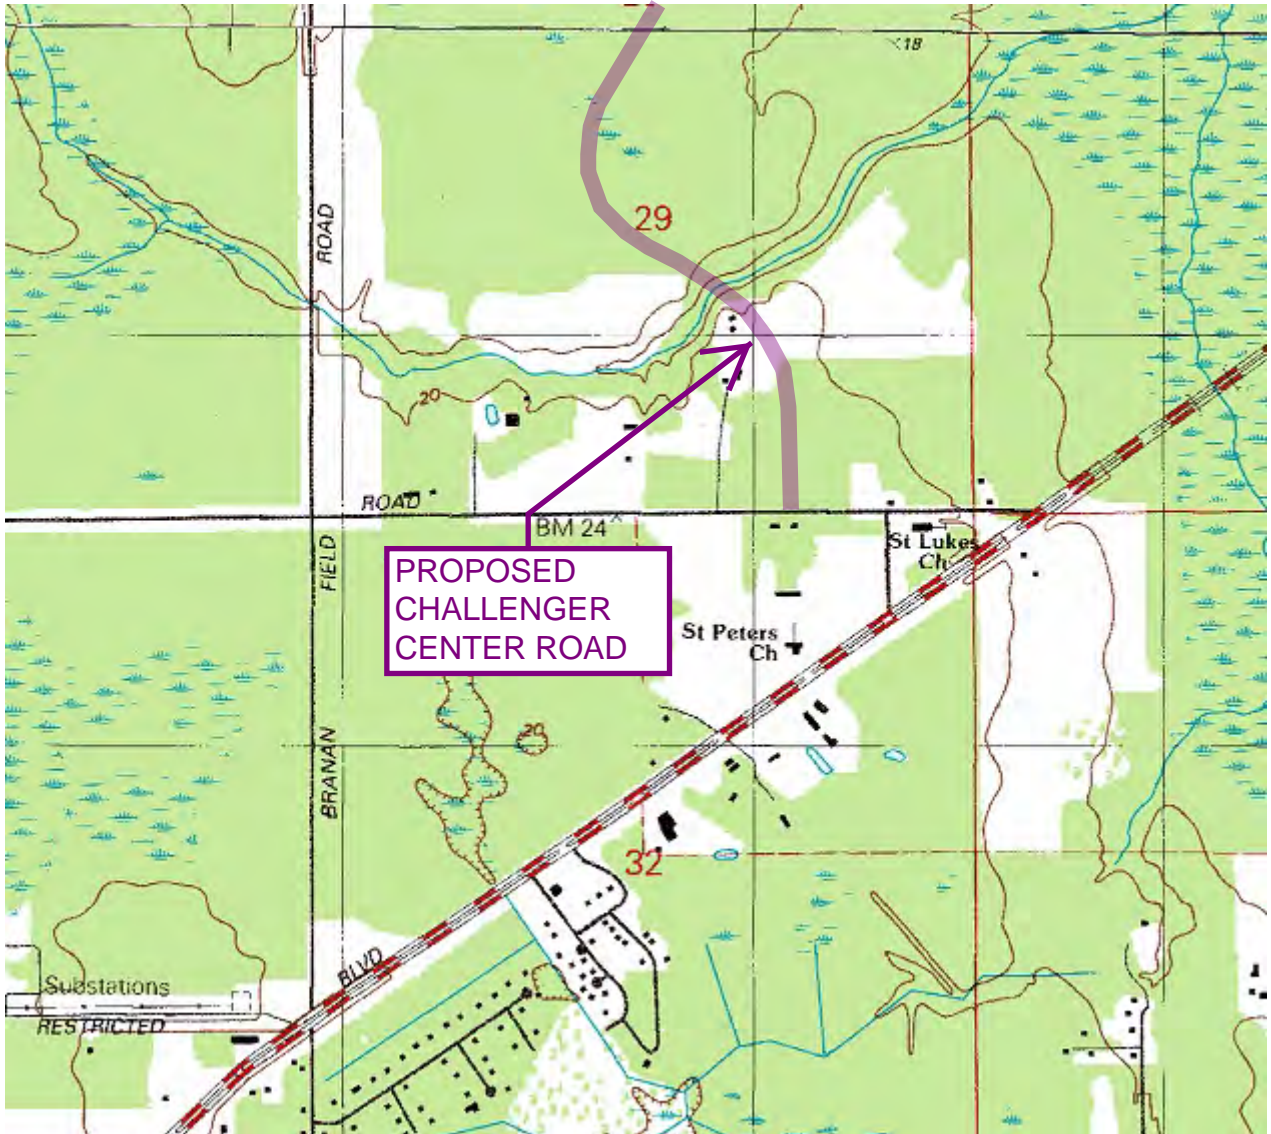 18
ROAD
29
20
ROAD
BM 24
FIELD
St Lukes
Ch
PROPOSED
CHALLENGER
CENTER ROAD
St Peters
Ch
20
BRANAN
32
BLVD
Substations
RESTRICTED